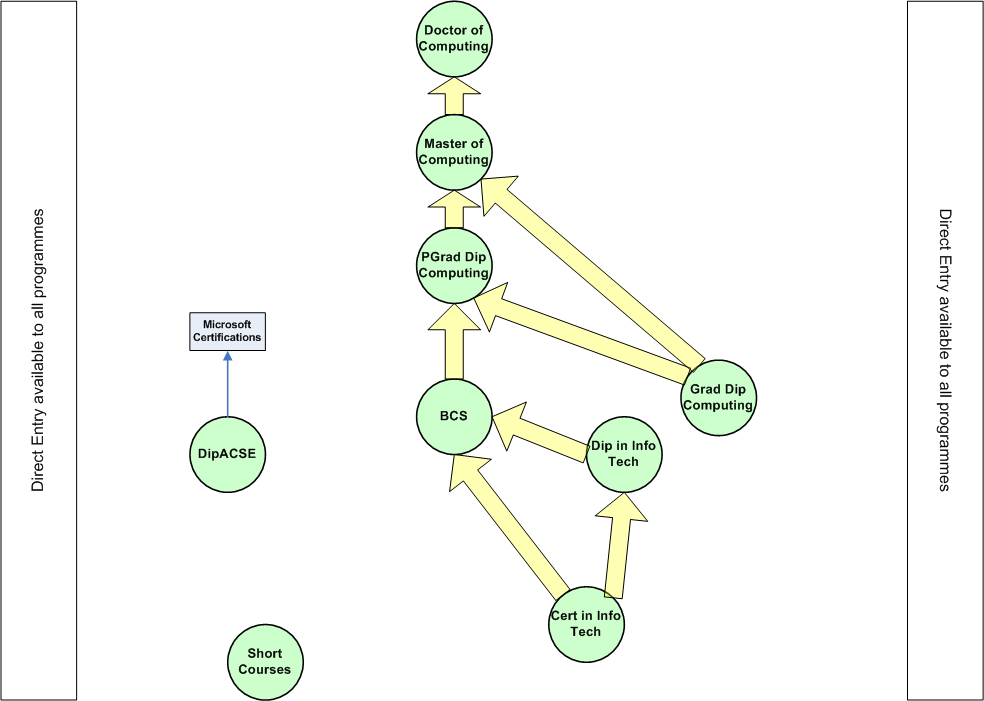 Direct Entry available to all programmes
Doctor of
Computing
Master of
Computing
PGrad Dip
Computing
Microsoft
Certifications
Grad Dip
Computing
BCS
DipACSE
Dip in Info
Tech
Cert in Info
Tech
Short
Courses
Direct Entry available to all programmes